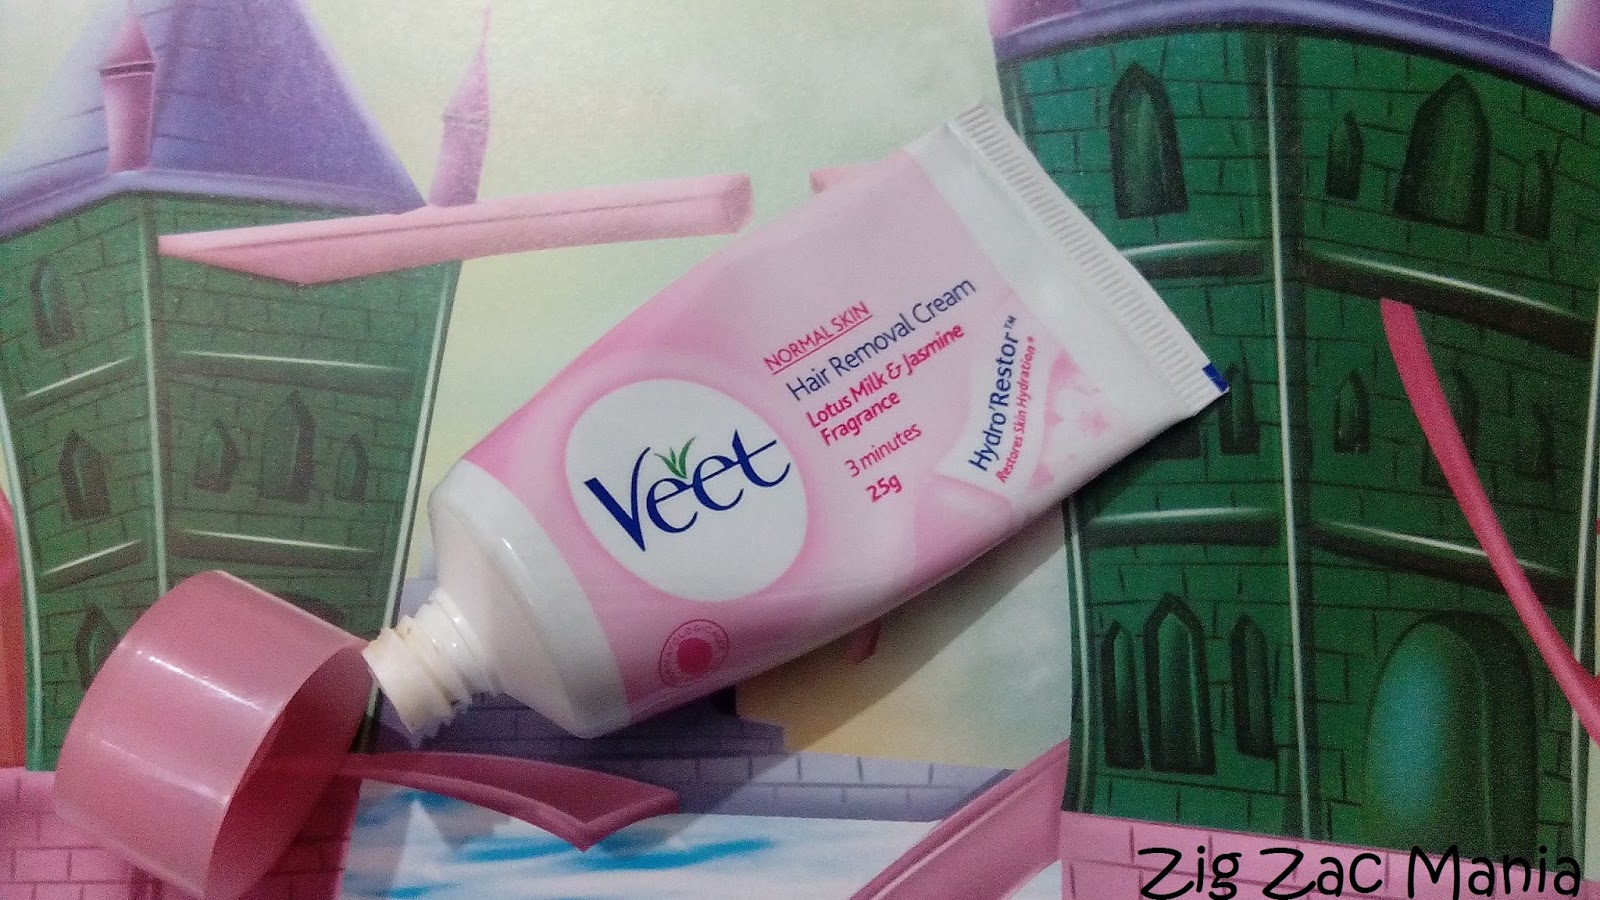 Veet
NORMAL SKIN
Hair Removal Cream
Lotus Milk & Jasmine
Fragrance
3 minutes
25g
Hydro'Restor™
Restores Skin Hydration*
Zig Zac Mania